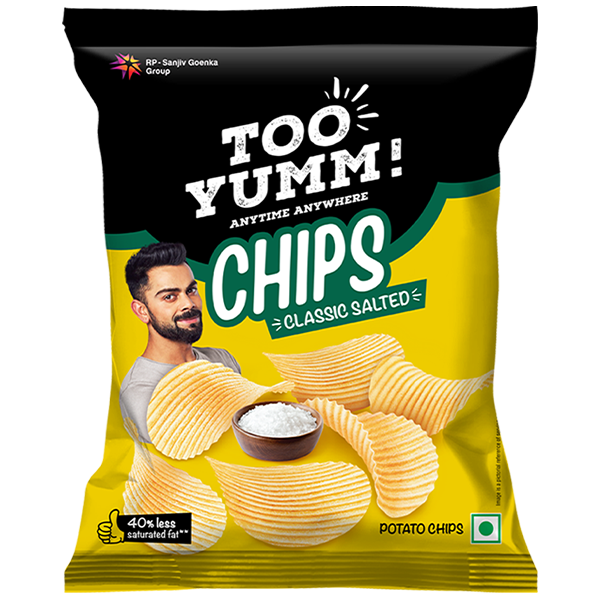 RP - Sanjiv Goenka
Group
TOO
YUMM!
ANYTIME ANYWHERE
CHIPS
CLASSIC SALTED
40% less
saturated fat**
POTATO CHIPS